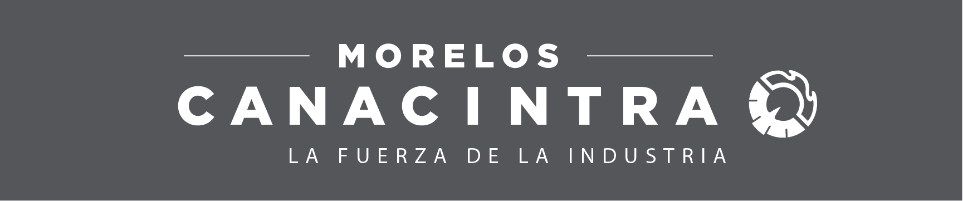 MORELOS
CANACINTRA
LA FUERZA DE LA INDUSTRIA